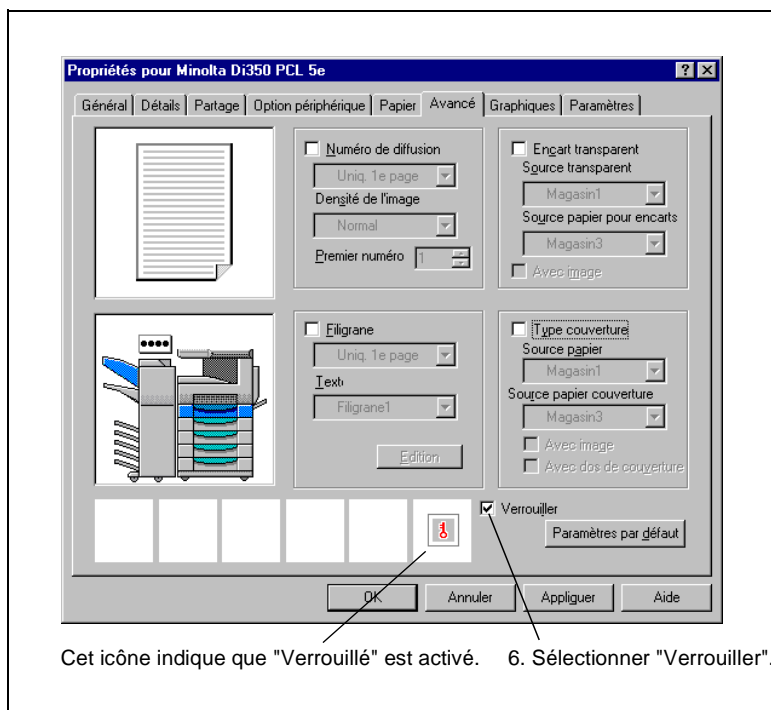 Propriétés pour Minolta Di350 PCL 5e
Général Détails Partage Option périphérique Papier Avancé Graphiques Paramètres
Numéro de diffusion
Uniq. 1e page
Densité de l'image
Normal
Premier numéro 1
Encart transparent
Source transparent
Magasin1
Source papier pour encarts
Magasin3
Avec image
Filigrane
Uniq. 1e page
Text
Filigrane1
Edition
Type couverture
Source papier
Magasin1
Source papier couverture
Magasin3
Avec image
Avec dos de couverture
Verrouiller
Paramètres par défaut
OK Annuler Appliquer Aide
Cet icône indique que "Verrouillé" est activé. 6. Sélectionner "Verrouiller".